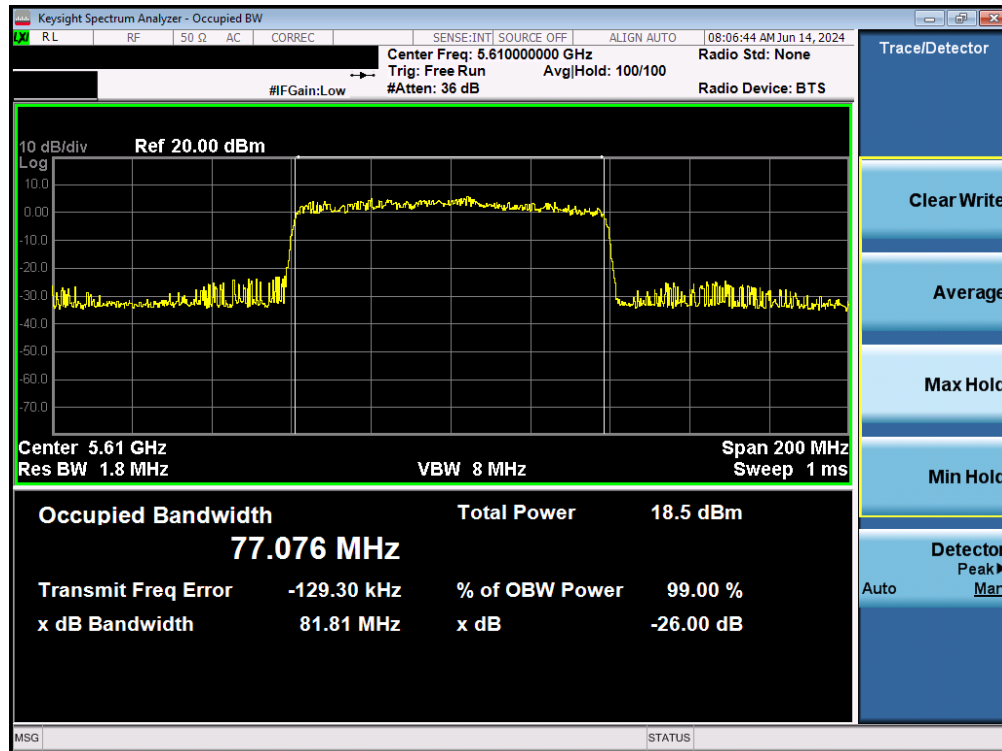 Keysight Spectrum Analyzer - Occupied BW
LXI RL RF 50 Ω AC CORREC SENSE:INT SOURCE OFF ALIGN AUTO 08:06:44 AM Jun 14, 2024
Center Freq: 5.610000000 GHz Radio Std: None
Trig: Free Run Avg|Hold: 100/100
#IFGain:Low #Atten: 36 dB Radio Device: BTS
Trace/Detector
10 dB/div Ref 20.00 dBm
Log
10.0
0.00
-10.0
-20.0
-30.0
-40.0
-50.0
-60.0
-70.0
Center 5.61 GHz Span 200 MHz
Res BW 1.8 MHz VBW 8 MHz Sweep 1 ms
Occupied Bandwidth Total Power 18.5 dBm
77.076 MHz
Transmit Freq Error -129.30 kHz % of OBW Power 99.00 %
x dB Bandwidth 81.81 MHz x dB -26.00 dB
Clear Write
Average
Max Hold
Min Hold
Detector
Peak▶
Auto Man
MSG STATUS